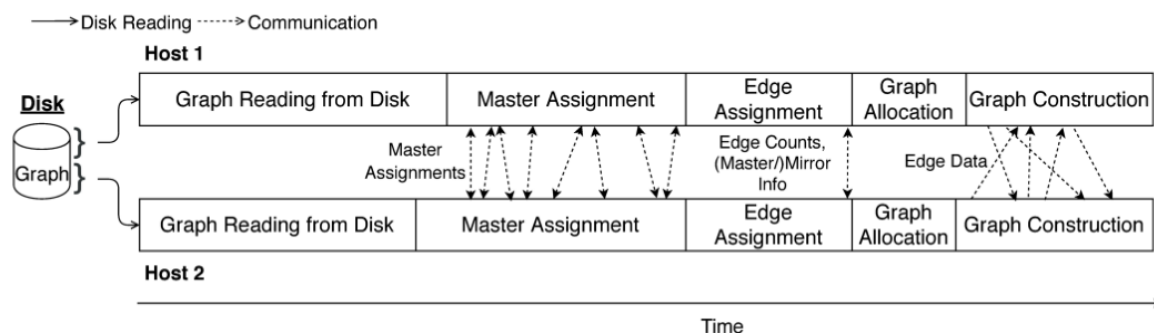 Disk Reading
Communication
Host 1
Disk
Graph
Graph Reading from Disk
Master Assignment
Edge
Assignment
Graph
Allocation
Graph Construction
Master
Assignments
Edge Counts,
(Master/)Mirror
Info
Edge Data
Graph Reading from Disk
Master Assignment
Edge
Assignment
Graph
Allocation
Graph Construction
Host 2
Time